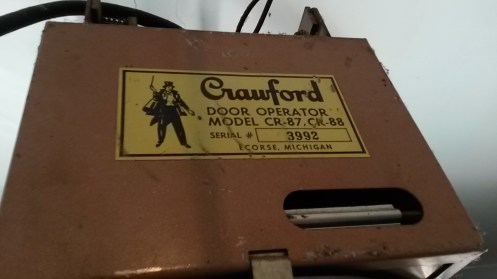 Crawford
DOOR OPERATOR
MODEL CR-87, CR-88
SERIAL # 3992
ECORSE, MICHIGAN